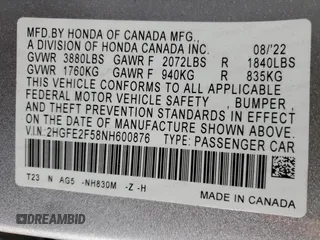 MFD.BY HONDA OF CANADA MFG.,
A DIVISION OF HONDA CANADA INC. 08/'22
GVWR 3880LBS GAWR F 2072LBS R 1840LBS
GVWR 1760KG GAWR F 940KG R 835KG
THIS VEHICLE CONFORMS TO ALL APPLICABLE
FEDERAL MOTOR VEHICLE SAFETY , BUMPER ,
AND THEFT PREVENTION STANDARDS IN EFFECT
ON THE DATE OF MANUFACTURE SHOWN ABOVE.
V.I.N:2HGFE2F58NH600876 TYPE: PASSENGER CAR
T23 N AG5 -NH830M -Z -H
MADE IN CANADA
DREAMBID